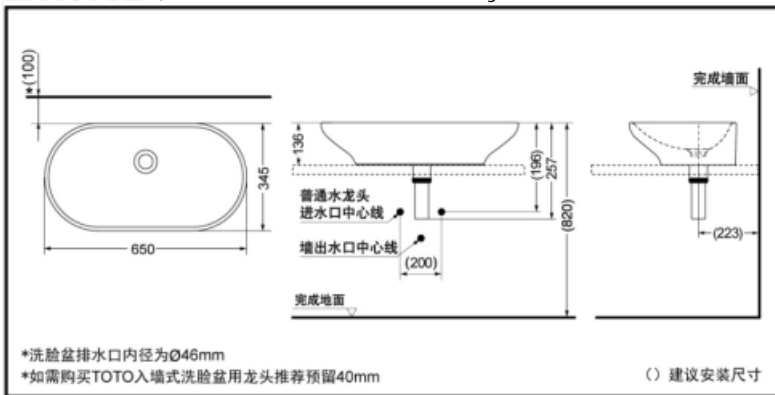 *(100)
完成墙面
136
345
(196)
257
(820)
普通水龙头
进水口中心线
墙出水口中心线
(200)
(223)
650
完成地面
*洗脸盆排水口内径为Ø46mm
*如需购买TOTO入墙式洗脸盆用龙头推荐预留40mm
() 建议安装尺寸